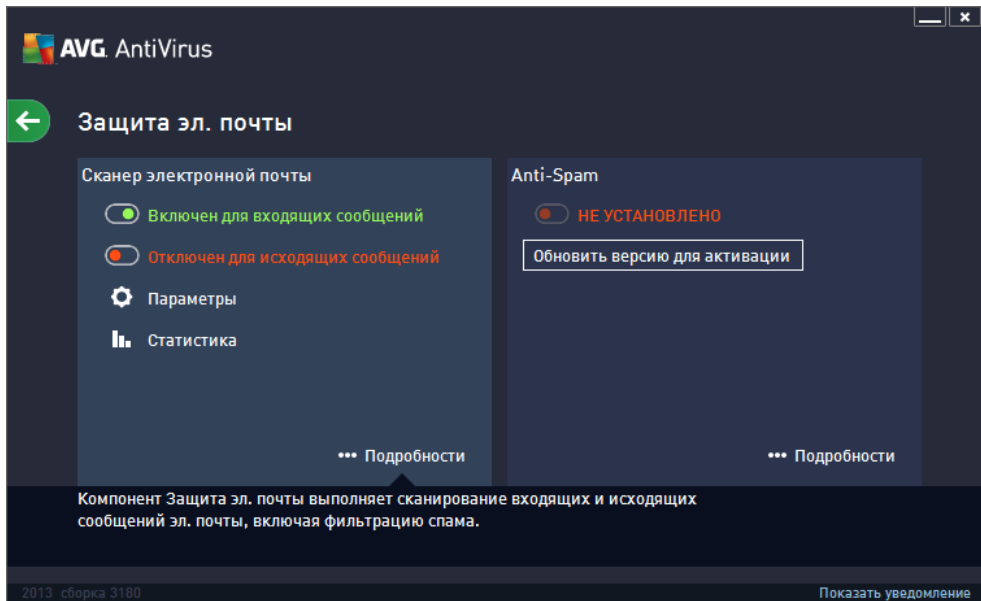 AVG. AntiVirus
Защита эл. почты
Сканер электронной почты
Включен для входящих сообщений
Отключен для исходящих сообщений
Параметры
Статистика
••• Подробности
Anti-Spam
НЕ УСТАНОВЛЕНО
Обновить версию для активации
••• Подробности
Компонент Защита эл. почты выполняет сканирование входящих и исходящих
сообщений эл. почты, включая фильтрацию спама.
2013 сборка 3180
Показать уведомление